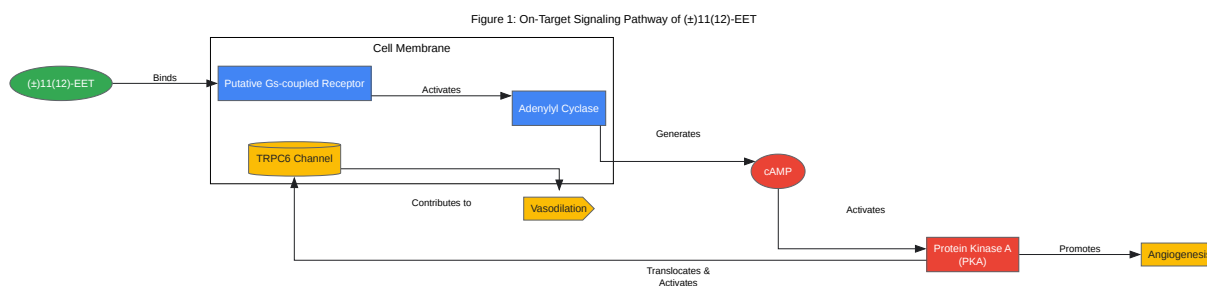 Figure 1: On-Target Signaling Pathway of (±)11(12)-EET
Cell Membrane
(±)11(12)-EET
Binds
Putative Gs-coupled Receptor
Activates
Adenylyl Cyclase
Generates
TRPC6 Channel
cAMP
Contributes to
Vasodilation
Activates
Protein Kinase A
(PKA)
Promotes
Angiogenesis
Translocates &
Activates